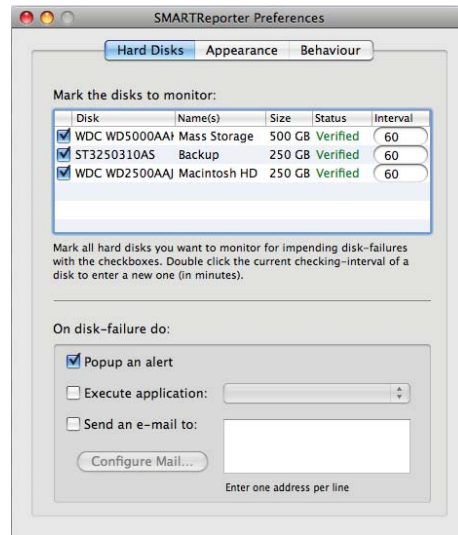 SMARTReporter Preferences
Hard Disks Appearance Behaviour
Mark the disks to monitor:
Disk Name(s) Size Status Interval
WDC WD5000AAK Mass Storage 500 GB Verified 60
ST3250310AS Backup 250 GB Verified 60
WDC WD2500AAJ Macintosh HD 250 GB Verified 60
Mark all hard disks you want to monitor for impending disk-failures
with the checkboxes. Double click the current checking-interval of a
disk to enter a new one (in minutes).
On disk-failure do:
Popup an alert
Execute application:
Send an e-mail to:
Configure Mail...
Enter one address per line